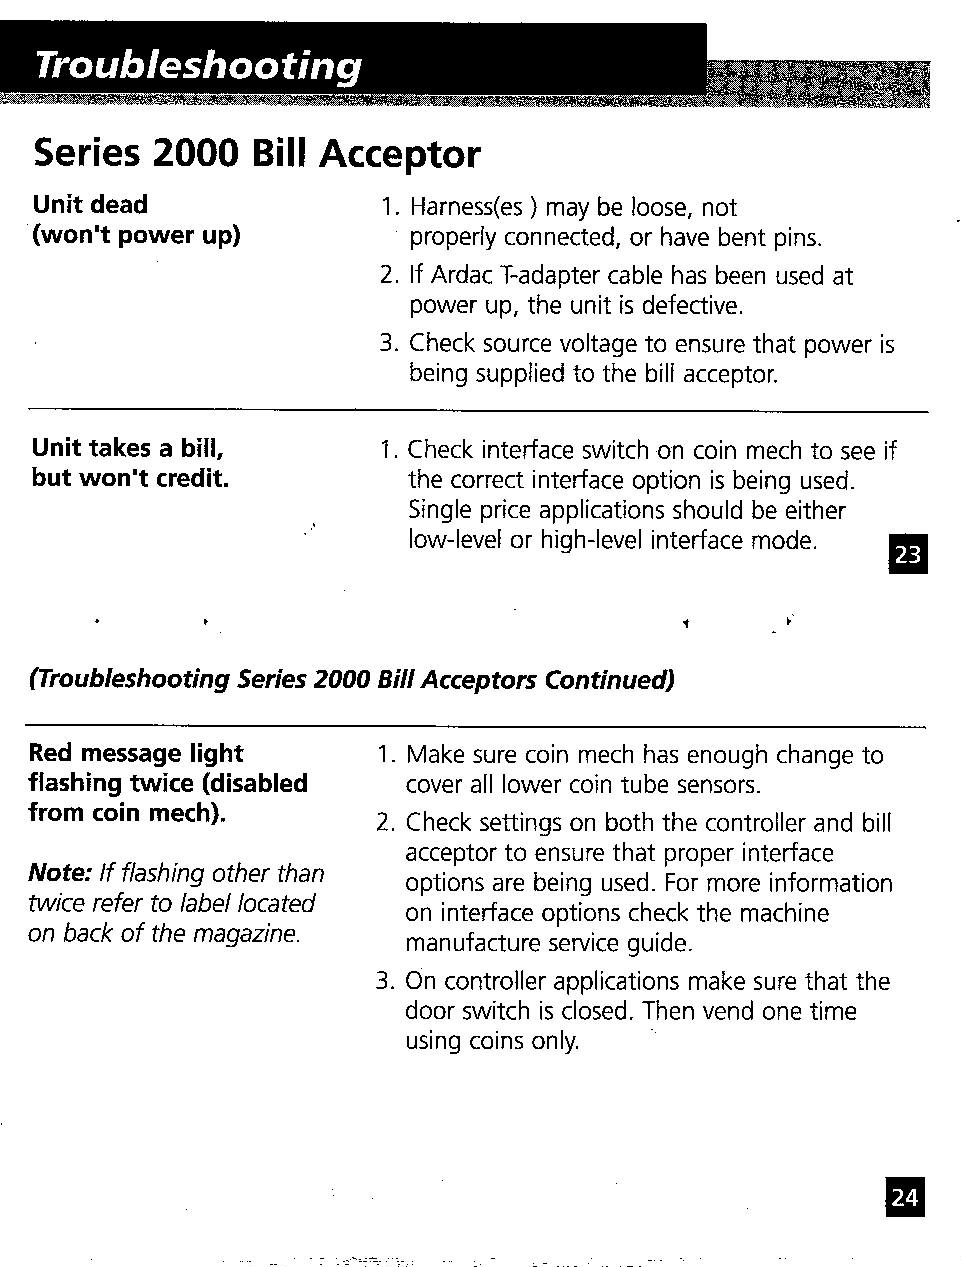 Troubleshooting
Series 2000 Bill Acceptor
Unit dead
(won't power up)
1. Harness(es ) may be loose, not
properly connected, or have bent pins.
2. If Ardac T-adapter cable has been used at
power up, the unit is defective.
3. Check source voltage to ensure that power is
being supplied to the bill acceptor.
Unit takes a bill,
but won't credit.
1. Check interface switch on coin mech to see if
the correct interface option is being used.
Single price applications should be either
low-level or high-level interface mode.
23
(Troubleshooting Series 2000 Bill Acceptors Continued)
Red message light
flashing twice (disabled
from coin mech).
Note: If flashing other than
twice refer to label located
on back of the magazine.
1. Make sure coin mech has enough change to
cover all lower coin tube sensors.
2. Check settings on both the controller and bill
acceptor to ensure that proper interface
options are being used. For more information
on interface options check the machine
manufacture service guide.
3. On controller applications make sure that the
door switch is closed. Then vend one time
using coins only.
24